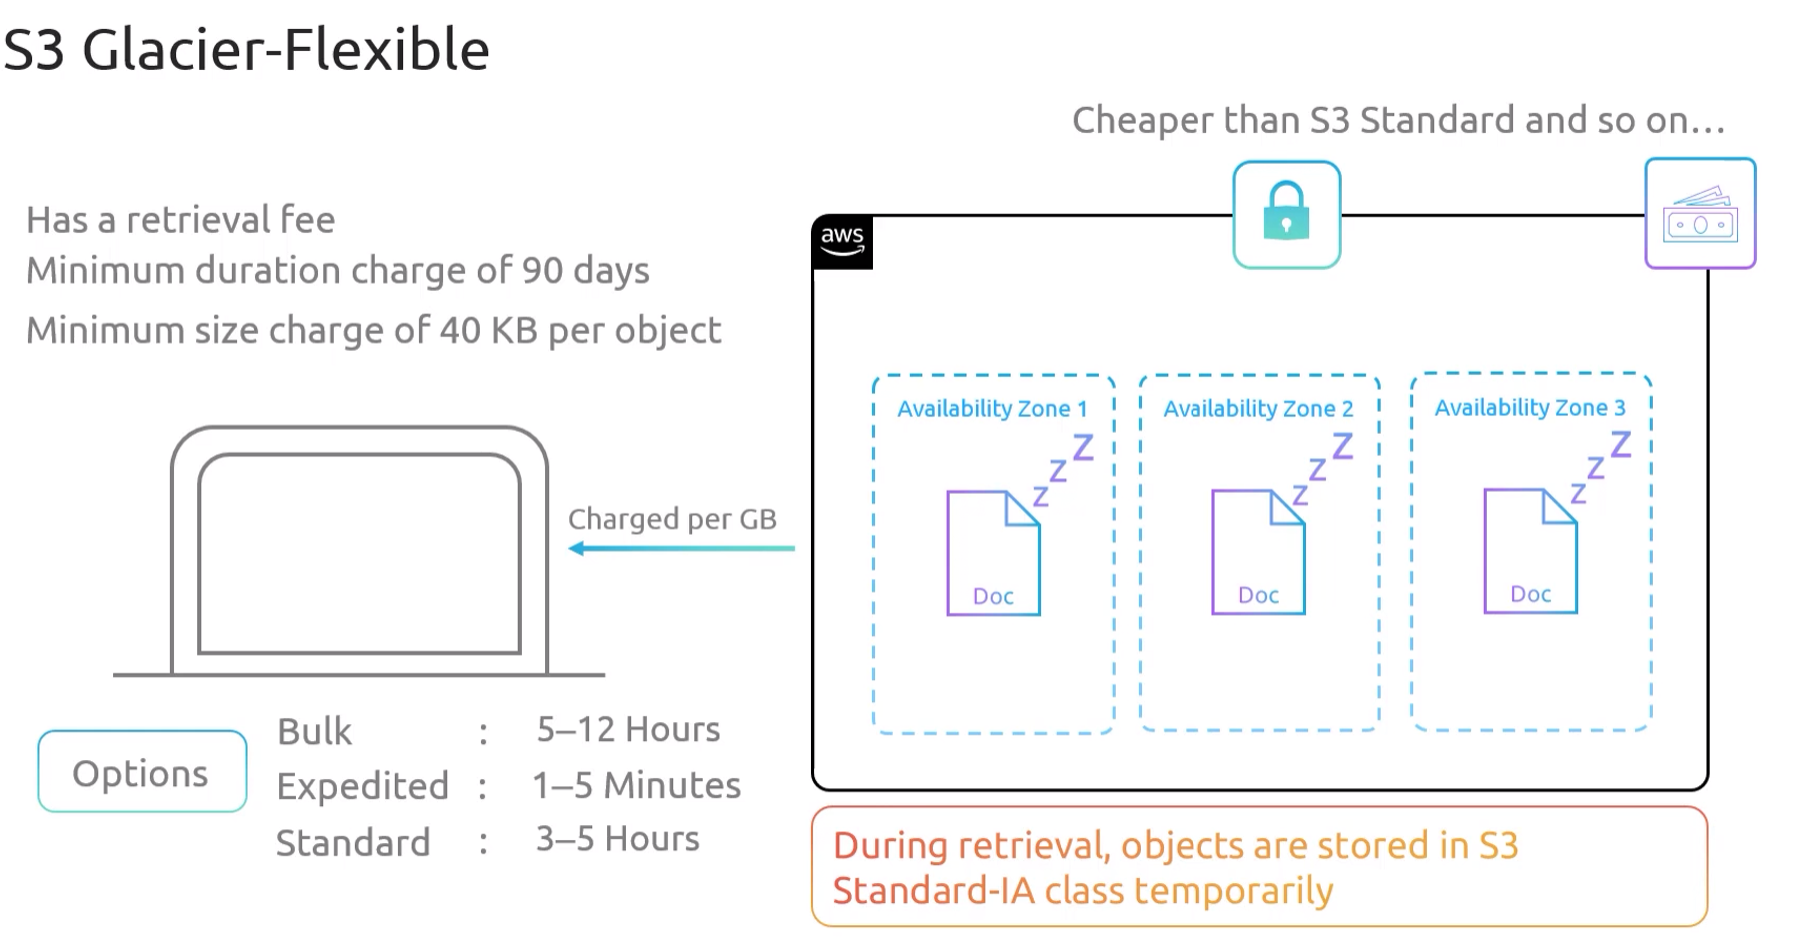 S3 Glacier-Flexible
Cheaper than S3 Standard and so on...
Has a retrieval fee
Minimum duration charge of 90 days
Minimum size charge of 40 KB per object
aws
Availability Zone 1
z z Z
Doc
Availability Zone 2
z z Z
Doc
Availability Zone 3
z z Z
Doc
Charged per GB
Options
Bulk : 5–12 Hours
Expedited : 1–5 Minutes
Standard : 3–5 Hours
During retrieval, objects are stored in S3
Standard-IA class temporarily